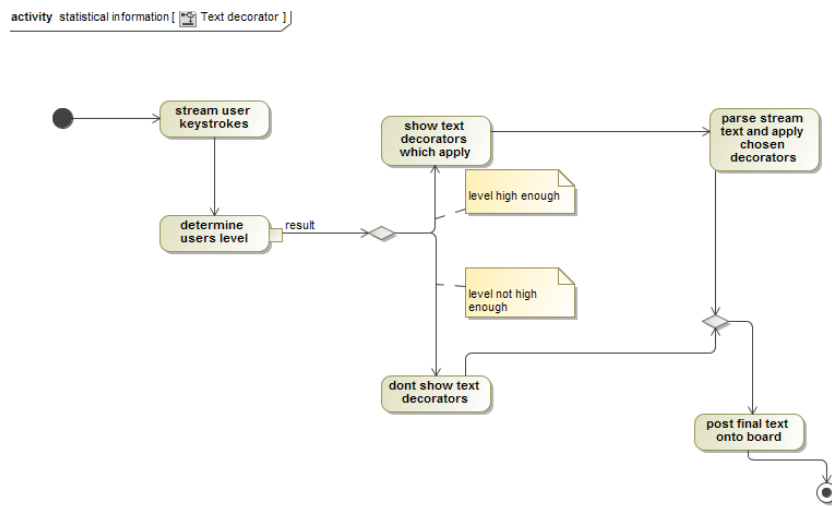 activity statistical information [ Text decorator ]
stream user
keystrokes
show text
decorators
which apply
parse stream
text and apply
chosen
decorators
level high enough
determine
users level
result
level not high
enough
dont show text
decorators
post final text
onto board